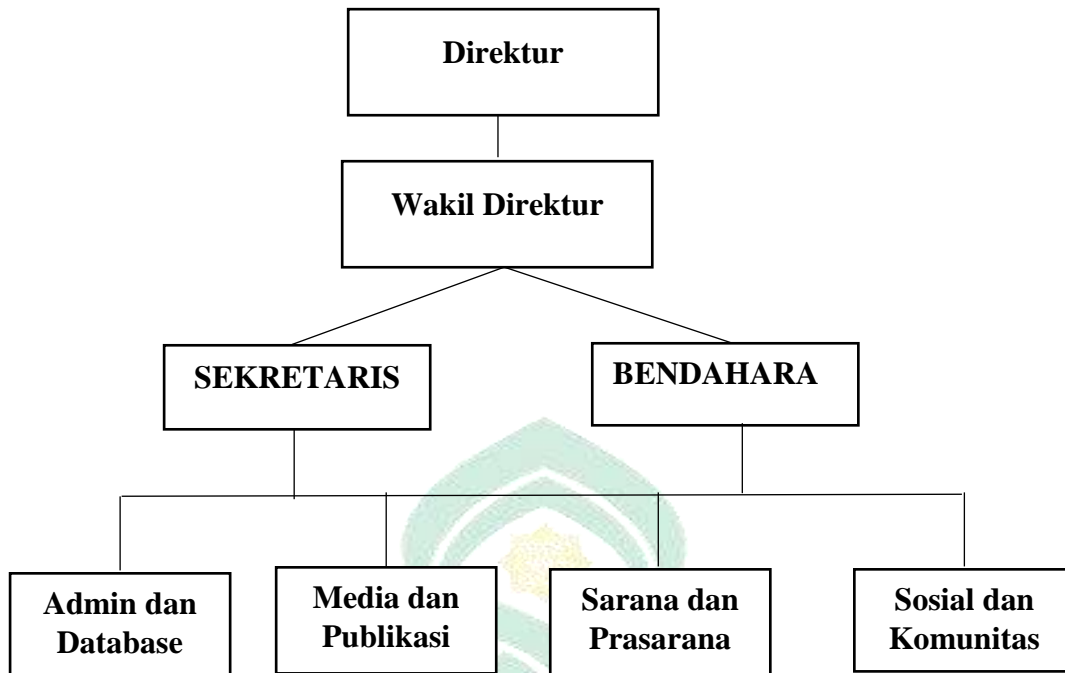 Direktur
Wakil Direktur
SEKRETARIS
BENDAHARA
Admin dan
Database
Media dan
Publikasi
Sarana dan
Prasarana
Sosial dan
Komunitas